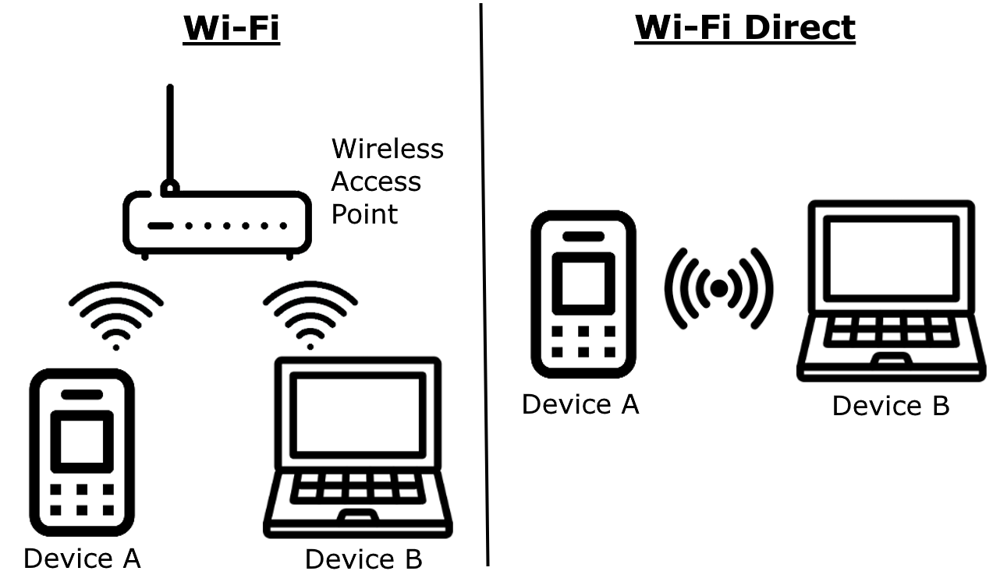 Wi-Fi
Wireless
Access
Point
Device A
Device B
Wi-Fi Direct
Device A
Device B